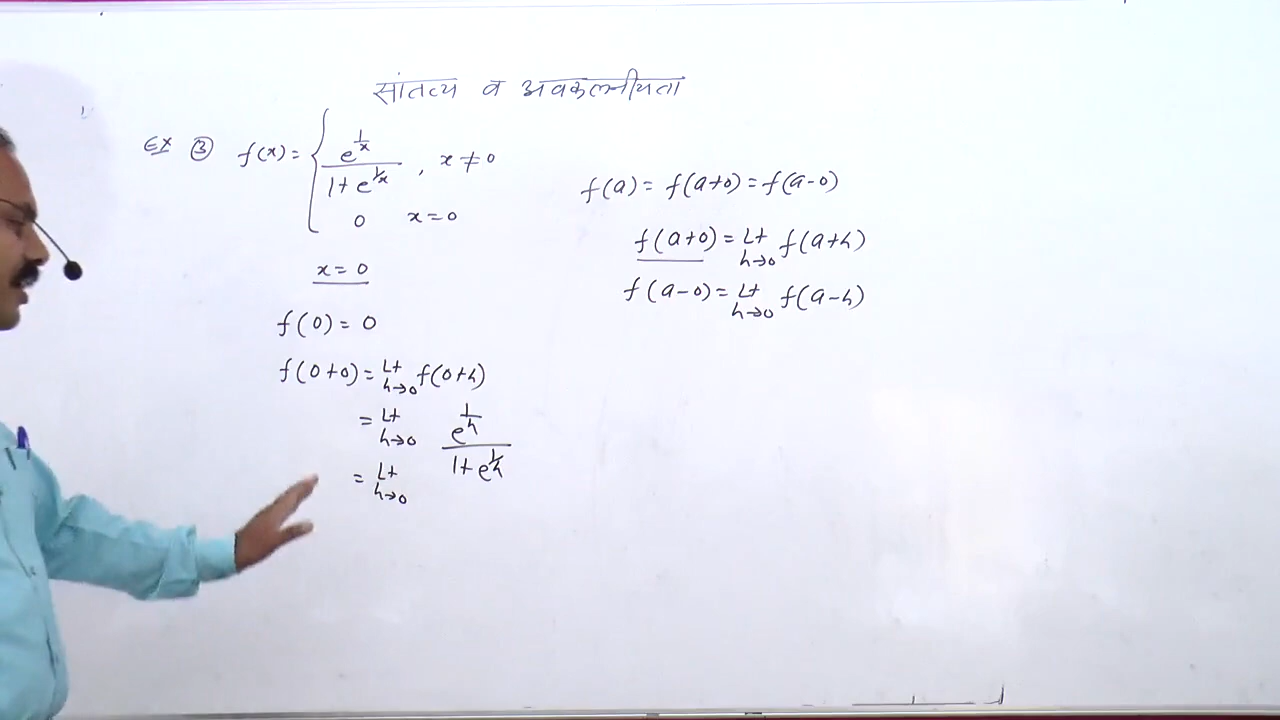 सांतत्य व अवकलनीयता
Ex ③ f(x) = { e^{1/x} / (1 + e^{1/x}) , x ≠ 0
0 x = 0
x = 0
f(0) = 0
f(0+0) = Lt h→0 f(0+h)
= Lt h→0 e^{1/h} / (1 + e^{1/h})
= Lt h→0
f(a) = f(a+0) = f(a-0)
f(a+0) = Lt h→0 f(a+h)
f(a-0) = Lt h→0 f(a-h)